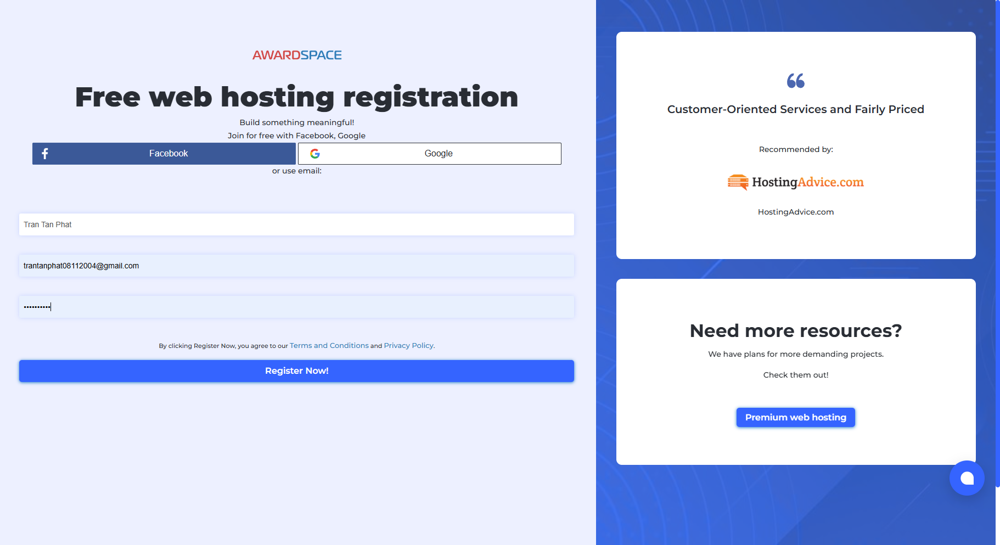 AWARDSPACE
Free web hosting registration
Build something meaningful!
Join for free with Facebook, Google
Facebook
Google
or use email:
Tran Tan Phat
trantanphat08112004@gmail.com
••••••••••
By clicking Register Now, you agree to our Terms and Conditions and Privacy Policy.
Register Now!
Customer-Oriented Services and Fairly Priced
Recommended by:
HostingAdvice.com
HostingAdvice.com
Need more resources?
We have plans for more demanding projects.
Check them out!
Premium web hosting